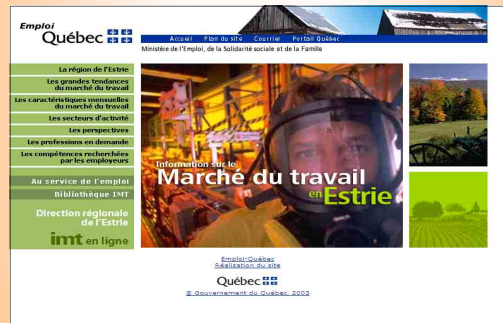 Emploi
Québec
Accueil Plan du site Courrier Portail Québec
Ministère de l'Emploi, de la Solidarité sociale et de la Famille
La région de l'Estrie
Les grandes tendances
du marché du travail
Les caractéristiques mensuelles
du marché du travail
Les secteurs d'activité
Les perspectives
Les professions en demande
Les compétences recherchées
par les employeurs
Au service de l'emploi
Bibliothèque IMT
Direction régionale
de l'Estrie
imt en ligne
Information sur le
Marché du travail
en Estrie
Emploi-Québec
Réalisation du site
Québec
© Gouvernement du Québec, 2003